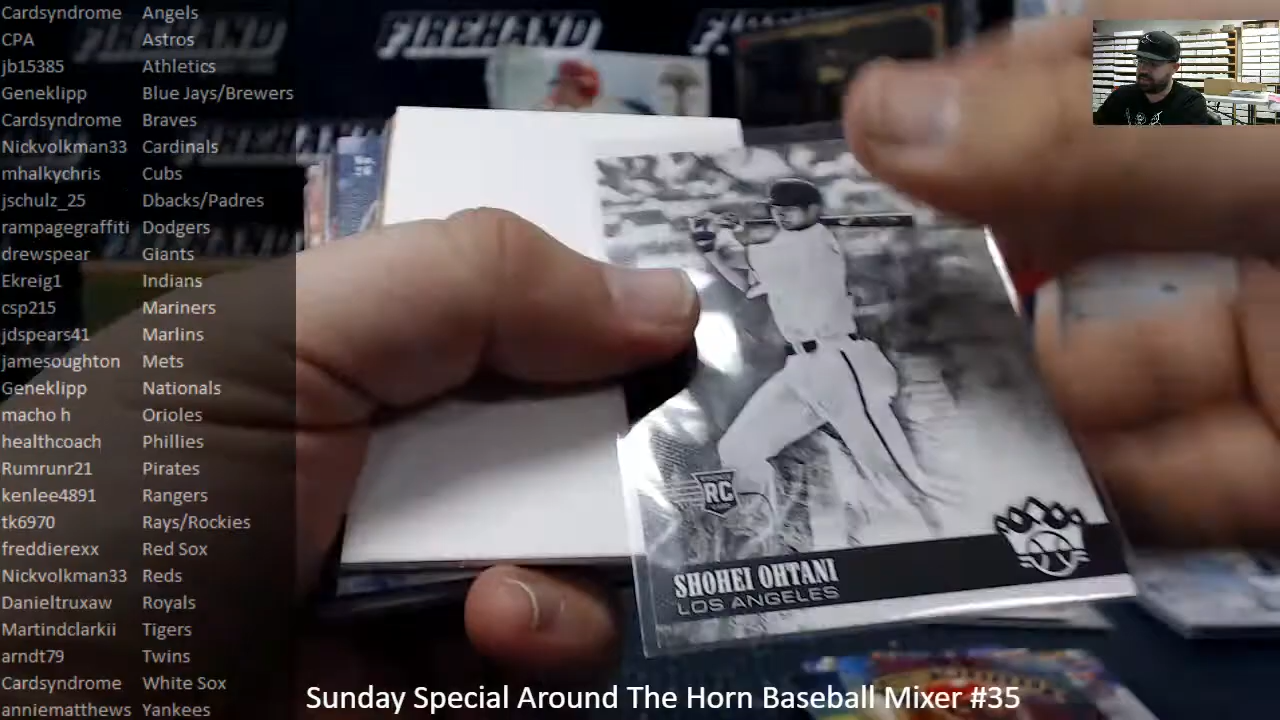 Cardsyndrome Angels
CPA Astros
jb15385 Athletics
Geneklipp Blue Jays/Brewers
Cardsyndrome Braves
Nickvolkman33 Cardinals
mhalkychris Cubs
jschulz_25 Dbacks/Padres
rampagegraffiti Dodgers
drewspear Giants
Ekreig1 Indians
csp215 Mariners
jdspears41 Marlins
jamesoughton Mets
Geneklipp Nationals
macho h Orioles
healthcoach Phillies
Rumrunr21 Pirates
kenlee4891 Rangers
tk6970 Rays/Rockies
freddierexx Red Sox
Nickvolkman33 Reds
Danieltruxaw Royals
Martindclarkii Tigers
arndt79 Twins
Cardsyndrome White Sox
anniematthews Yankees
FIREHAND
RC
SHOHEI OHTANI
LOS ANGELES
Sunday Special Around The Horn Baseball Mixer #35